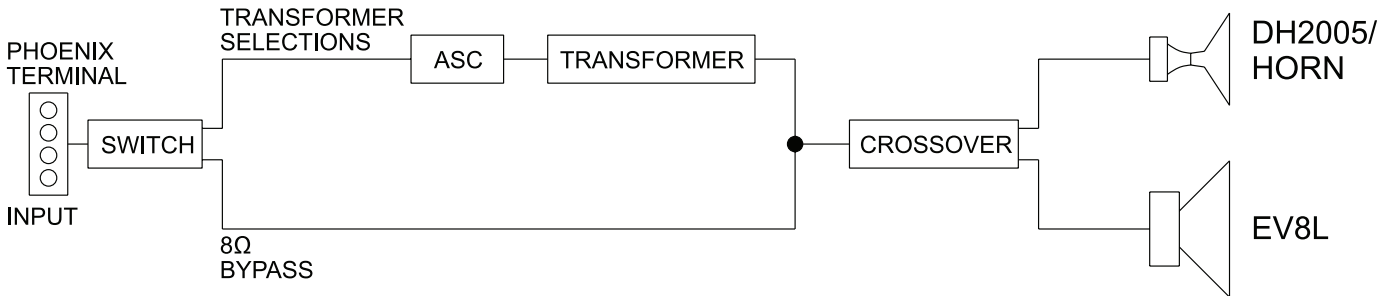 PHOENIX
TERMINAL
INPUT
SWITCH
TRANSFORMER
SELECTIONS
ASC
TRANSFORMER
8Ω
BYPASS
CROSSOVER
DH2005/
HORN
EV8L